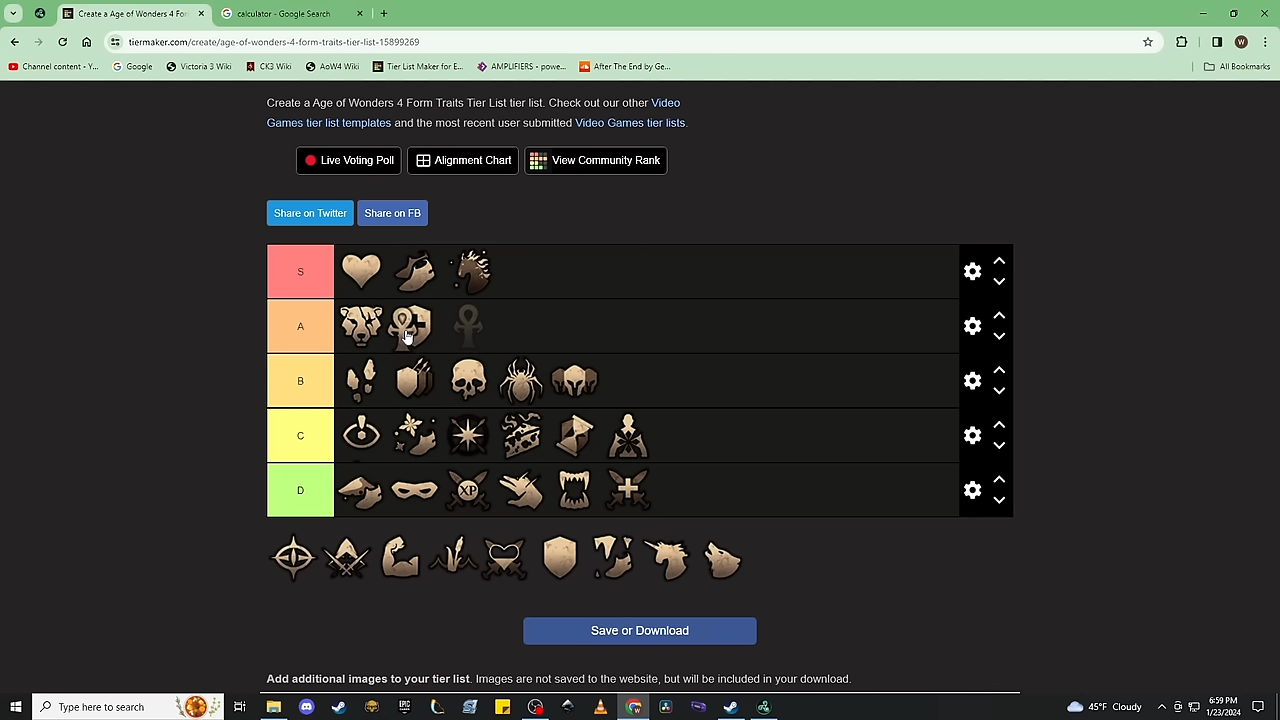 Create a Age of Wonders 4 For
calculator - Google Search
tiermaker.com/create/age-of-wonders-4-form-traits-tier-list-15899269
W
Channel content - Y...
Google
Victoria 3 Wiki
CK3 Wiki
AoW4 Wiki
Tier List Maker for E...
AMPLIFIERS - powe...
After The End by Ge...
All Bookmarks
Create a Age of Wonders 4 Form Traits Tier List tier list. Check out our other Video
Games tier list templates and the most recent user submitted Video Games tier lists.
Live Voting Poll
Alignment Chart
View Community Rank
Share on Twitter
Share on FB
S
A
B
C
D
XP
Save or Download
Add additional images to your tier list. Images are not saved to the website, but will be included in your download.
Type here to search
EPIC
45°F Cloudy
6:59 PM
1/23/2024